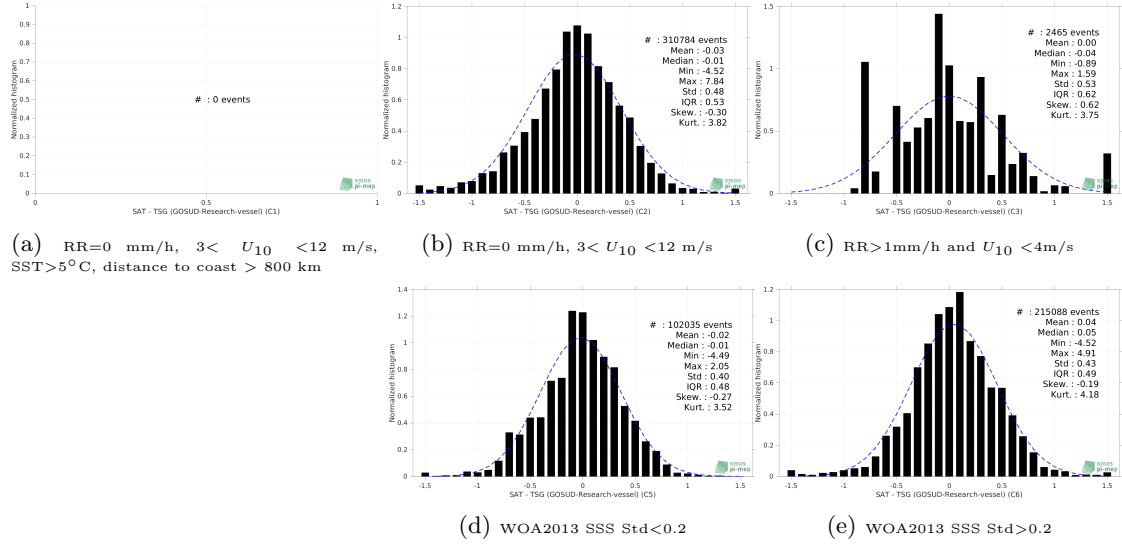 1
0.9
0.8
0.7
0.6
0.5
0.4
0.3
0.2
0.1
0
Normalized histogram
# : 0 events
smos
pi-mep
0 0.5 1
SAT - TSG (GOSUD-Research-vessel) (C1)
(a) RR=0 mm/h, 3< U10 <12 m/s,
SST>5°C, distance to coast > 800 km
1.2
1
0.8
0.6
0.4
0.2
0
Normalized histogram
# : 310784 events
Mean : -0.03
Median : -0.01
Min : -4.52
Max : 7.84
Std : 0.48
IQR : 0.53
Skew. : -0.30
Kurt. : 3.82
smos
pi-mep
-1.5 -1 -0.5 0 0.5 1 1.5
SAT - TSG (GOSUD-Research-vessel) (C2)
(b) RR=0 mm/h, 3< U10 <12 m/s
1.5
1
0.5
0
Normalized histogram
# : 2465 events
Mean : 0.00
Median : -0.04
Min : -0.89
Max : 1.59
Std : 0.53
IQR : 0.62
Skew. : 0.62
Kurt. : 3.75
smos
pi-mep
-1.5 -1 -0.5 0 0.5 1 1.5
SAT - TSG (GOSUD-Research-vessel) (C3)
(c) RR>1mm/h and U10 <4m/s
1.4
1.2
1
0.8
0.6
0.4
0.2
0
Normalized histogram
# : 102035 events
Mean : -0.02
Median : -0.01
Min : -4.49
Max : 2.05
Std : 0.40
IQR : 0.48
Skew. : -0.27
Kurt. : 3.52
smos
pi-mep
-1.5 -1 -0.5 0 0.5 1 1.5
SAT - TSG (GOSUD-Research-vessel) (C5)
(d) WOA2013 SSS Std<0.2
1.2
1
0.8
0.6
0.4
0.2
0
Normalized histogram
# : 215088 events
Mean : 0.04
Median : 0.05
Min : -4.52
Max : 4.91
Std : 0.43
IQR : 0.49
Skew. : -0.19
Kurt. : 4.18
smos
pi-mep
-1.5 -1 -0.5 0 0.5 1 1.5
SAT - TSG (GOSUD-Research-vessel) (C6)
(e) WOA2013 SSS Std>0.2